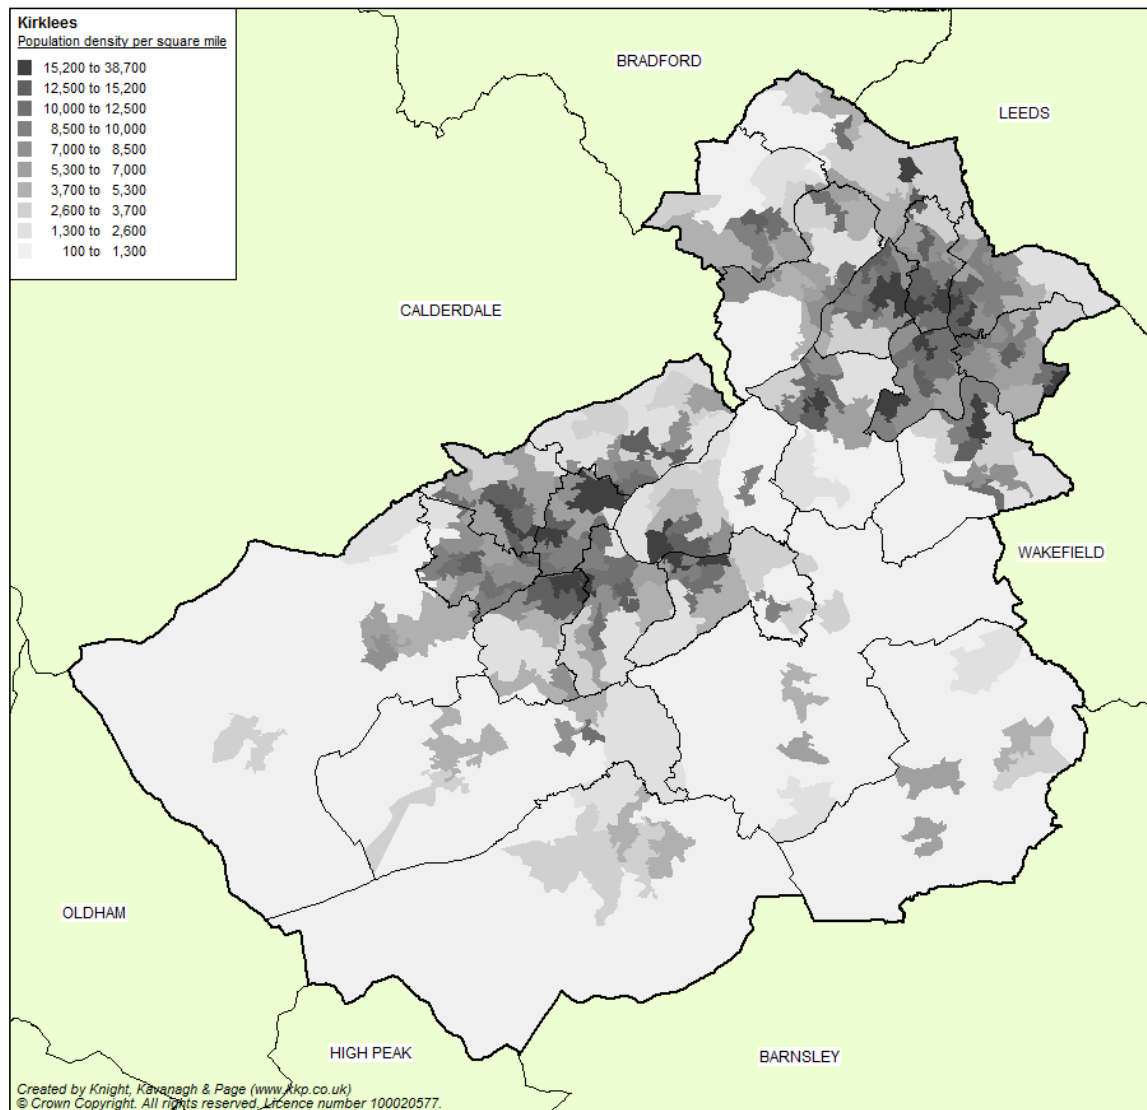 Kirklees
Population density per square mile
15,200 to 38,700
12,500 to 15,200
10,000 to 12,500
8,500 to 10,000
7,000 to 8,500
5,300 to 7,000
3,700 to 5,300
2,600 to 3,700
1,300 to 2,600
100 to 1,300
BRADFORD
LEEDS
CALDERDALE
WAKEFIELD
OLDHAM
HIGH PEAK
BARNSLEY
Created by Knight, Kavanagh & Page (www.kkp.co.uk)
© Crown Copyright. All rights reserved. Licence number 100020577.